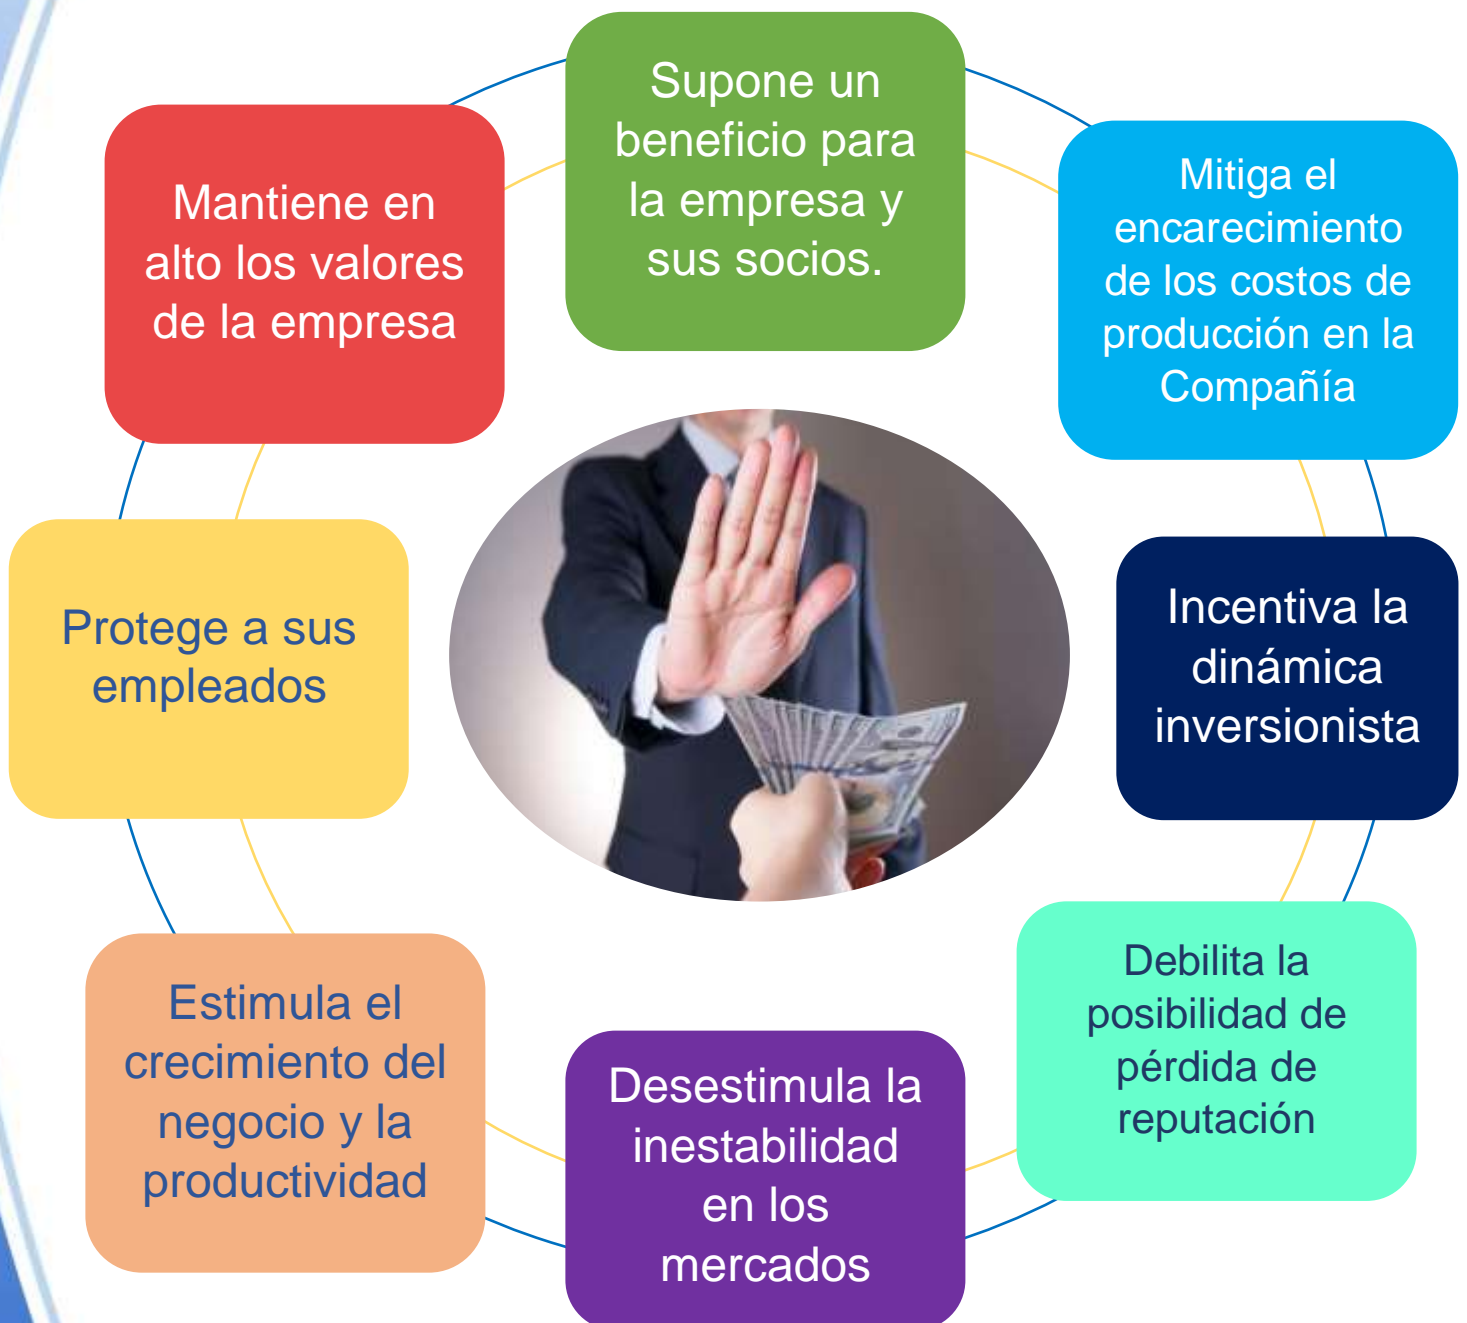 Supone un
beneficio para
la empresa y
sus socios.
Mitiga el
encarecimiento
de los costos de
producción en la
Compañía
Incentiva la
dinámica
inversionista
Debilita la
posibilidad de
pérdida de
reputación
Desestimula la
inestabilidad
en los
mercados
Estimula el
crecimiento del
negocio y la
productividad
Protege a sus
empleados
Mantiene en
alto los valores
de la empresa